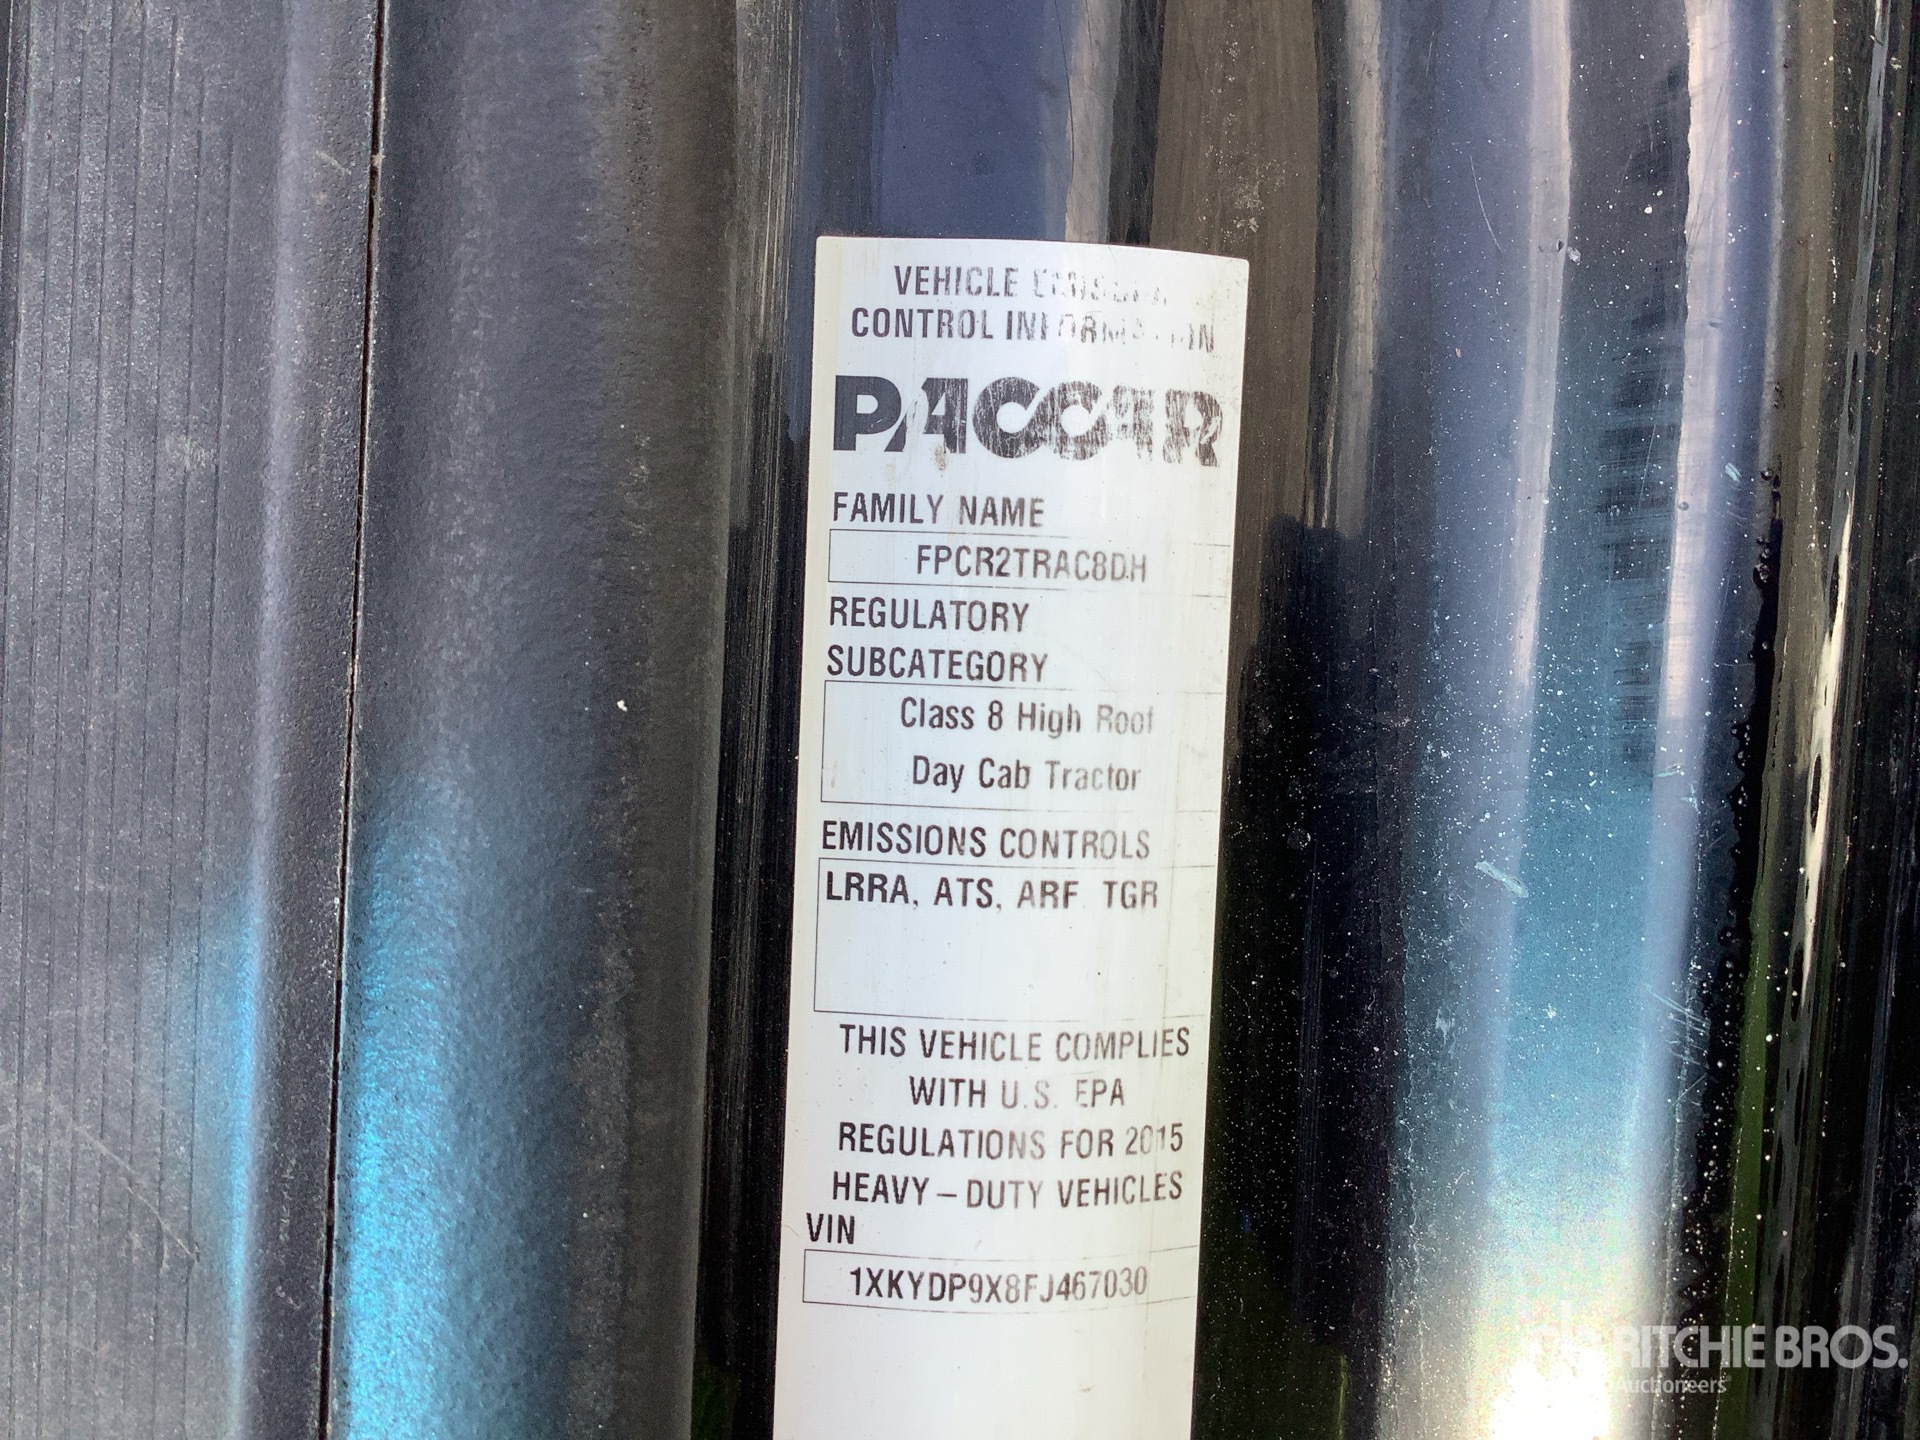 VEHICLE
CONTROL INFORMATION
PACCAR
FAMILY NAME
FPCR2TRAC8DH
REGULATORY
SUBCATEGORY
Class 8 High Roof
Day Cab Tractor
EMISSIONS CONTROLS
LRRA, ATS, ARF TGR
THIS VEHICLE COMPLIES
WITH U.S. EPA
REGULATIONS FOR 2015
HEAVY – DUTY VEHICLES
VIN
1XKYDP9X8FJ467030
RITCHIE BROS.
Auctioneers